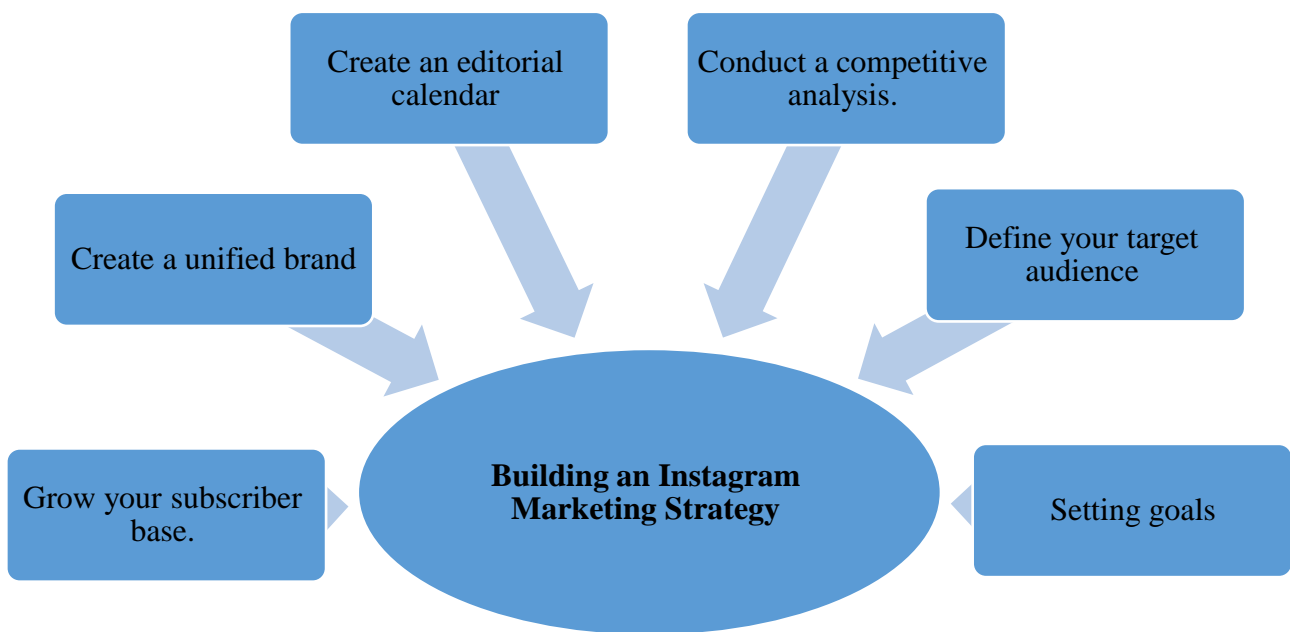 Create an editorial
calendar
Conduct a competitive
analysis.
Create a unified brand
Define your target
audience
Grow your subscriber
base.
Building an Instagram
Marketing Strategy
Setting goals